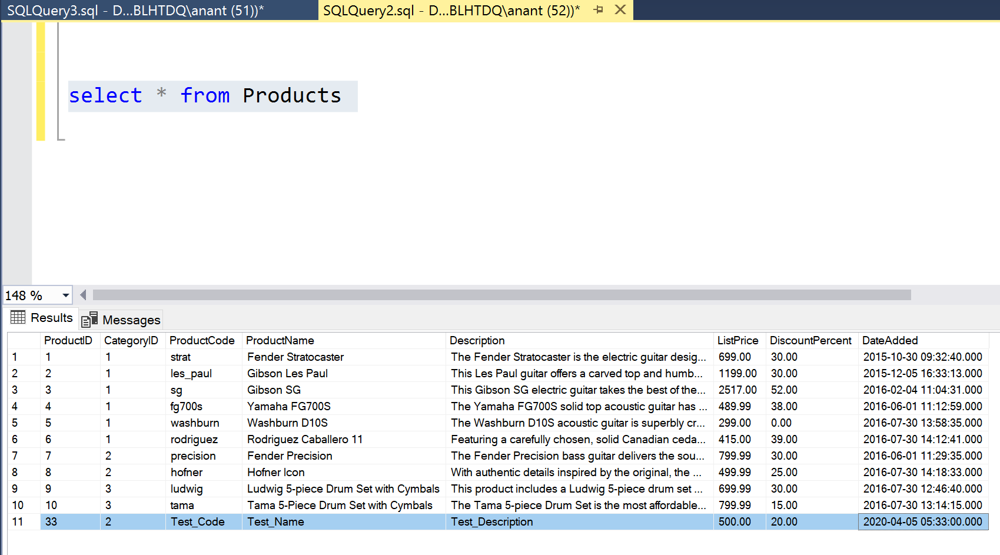 SQLQuery3.sql - D...BLHTDQ\anant (51))* SQLQuery2.sql - D...BLHTDQ\anant (52))*
select * from Products
148 %
Results Messages
ProductID CategoryID ProductCode ProductName Description ListPrice DiscountPercent DateAdded
1 1 1 strat Fender Stratocaster The Fender Stratocaster is the electric guitar desig... 699.00 30.00 2015-10-30 09:32:40.000
2 2 1 les_paul Gibson Les Paul This Les Paul guitar offers a carved top and humb... 1199.00 30.00 2015-12-05 16:33:13.000
3 3 1 sg Gibson SG This Gibson SG electric guitar takes the best of the... 2517.00 52.00 2016-02-04 11:04:31.000
4 4 1 fg700s Yamaha FG700S The Yamaha FG700S solid top acoustic guitar has ... 489.99 38.00 2016-06-01 11:12:59.000
5 5 1 washburn Washburn D10S The Washburn D10S acoustic guitar is superbly cr... 299.00 0.00 2016-07-30 13:58:35.000
6 6 1 rodriguez Rodriguez Caballero 11 Featuring a carefully chosen, solid Canadian ceda... 415.00 39.00 2016-07-30 14:12:41.000
7 7 2 precision Fender Precision The Fender Precision bass guitar delivers the sou... 799.99 30.00 2016-06-01 11:29:35.000
8 8 2 hofner Hofner Icon With authentic details inspired by the original, the ... 499.99 25.00 2016-07-30 14:18:33.000
9 9 3 ludwig Ludwig 5-piece Drum Set with Cymbals This product includes a Ludwig 5-piece drum set ... 699.99 30.00 2016-07-30 12:46:40.000
10 10 3 tama Tama 5-Piece Drum Set with Cymbals The Tama 5-piece Drum Set is the most affordable... 799.99 15.00 2016-07-30 13:14:15.000
11 33 2 Test_Code Test_Name Test_Description 500.00 20.00 2020-04-05 05:33:00.000